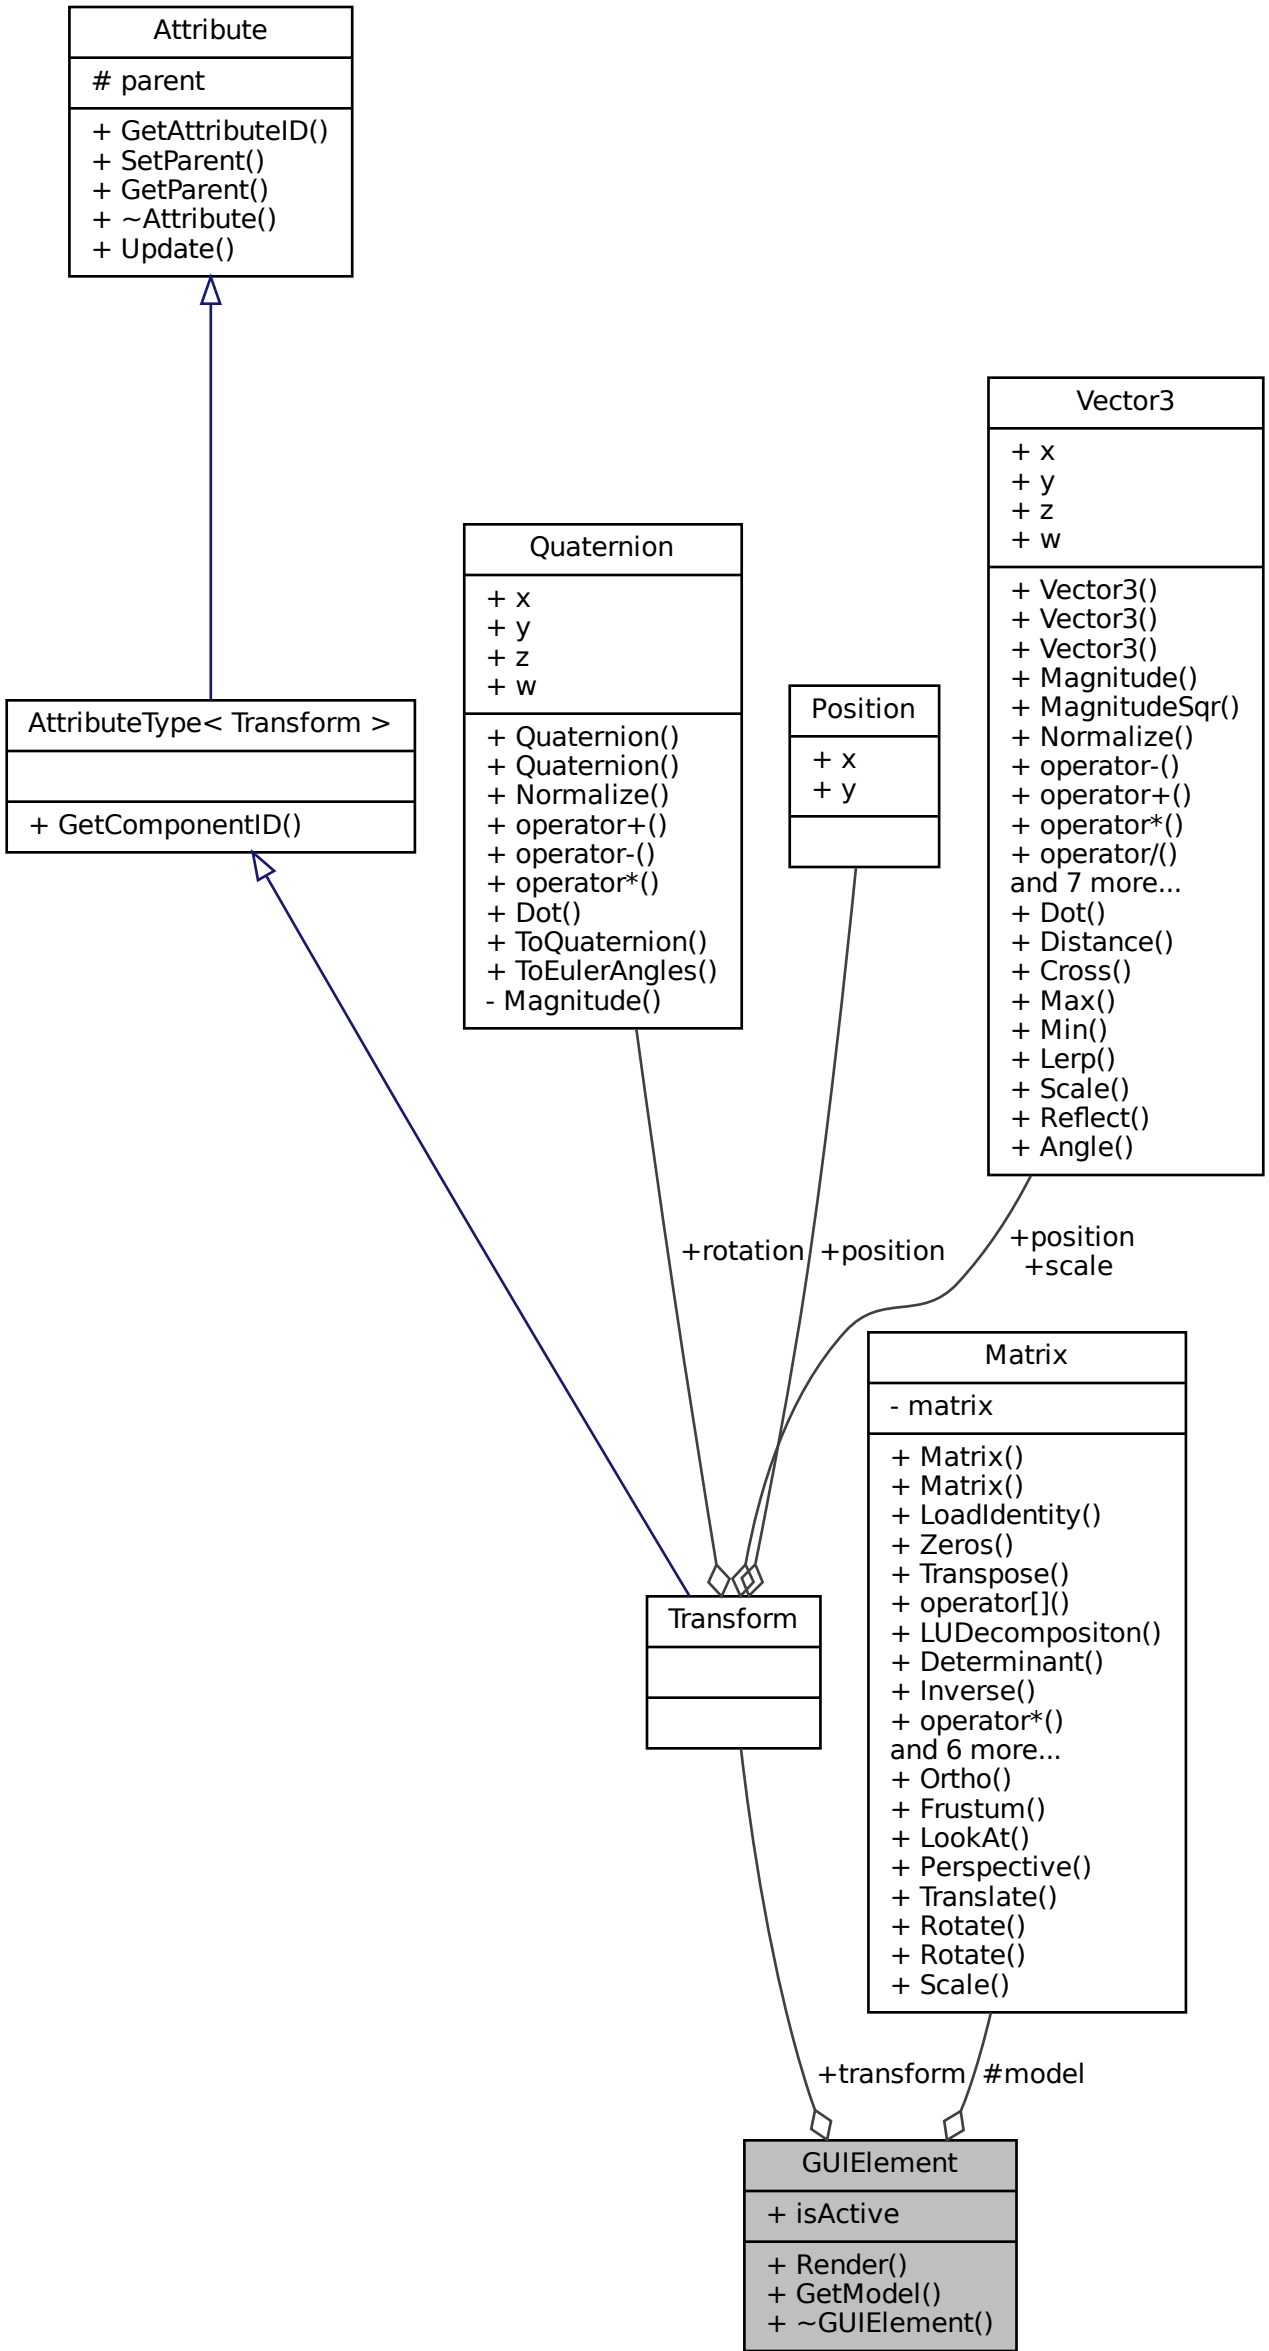 Attribute
# parent
+ GetAttributeID()
+ SetParent()
+ GetParent()
+ ~Attribute()
+ Update()
Vector3
+ x
+ y
+ z
+ w
+ Vector3()
+ Vector3()
+ Vector3()
+ Magnitude()
+ MagnitudeSqr()
+ Normalize()
+ operator-()
+ operator+()
+ operator*()
+ operator/()
and 7 more...
+ Dot()
+ Distance()
+ Cross()
+ Max()
+ Min()
+ Lerp()
+ Scale()
+ Reflect()
+ Angle()
Quaternion
+ x
+ y
+ z
+ w
+ Quaternion()
+ Quaternion()
+ Normalize()
+ operator+()
+ operator-()
+ operator*()
+ Dot()
+ ToQuaternion()
+ ToEulerAngles()
- Magnitude()
Position
+ x
+ y
AttributeType< Transform >
+ GetComponentID()
+rotation
+position
+position
+scale
Matrix
- matrix
+ Matrix()
+ Matrix()
+ LoadIdentity()
+ Zeros()
+ Transpose()
+ operator[]()
+ LUDecompositon()
+ Determinant()
+ Inverse()
+ operator*()
and 6 more...
+ Ortho()
+ Frustum()
+ LookAt()
+ Perspective()
+ Translate()
+ Rotate()
+ Rotate()
+ Scale()
Transform
+transform
#model
GUIElement
+ isActive
+ Render()
+ GetModel()
+ ~GUIElement()